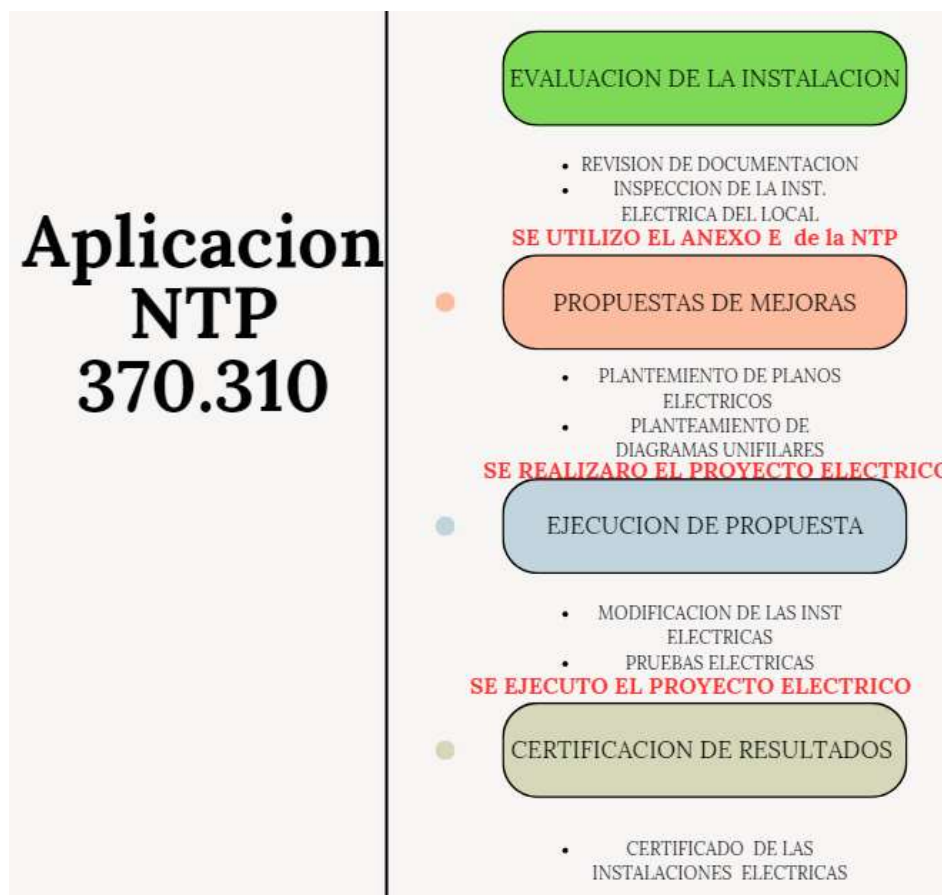 Aplicacion
NTP
370.310
EVALUACION DE LA INSTALACION
• REVISION DE DOCUMENTACION
• INSPECCION DE LA INST.
ELECTRICA DEL LOCAL
SE UTILIZO EL ANEXO E de la NTP
PROPUESTAS DE MEJORAS
• PLANTEMIENTO DE PLANOS
ELECTRICOS
• PLANTEAMIENTO DE
DIAGRAMAS UNIFILARES
SE REALIZARO EL PROYECTO ELECTRICO
EJECUCION DE PROPUESTA
• MODIFICACION DE LAS INST
ELECTRICAS
• PRUEBAS ELECTRICAS
SE EJECUTO EL PROYECTO ELECTRICO
CERTIFICACION DE RESULTADOS
• CERTIFICADO DE LAS
INSTALACIONES ELECTRICAS